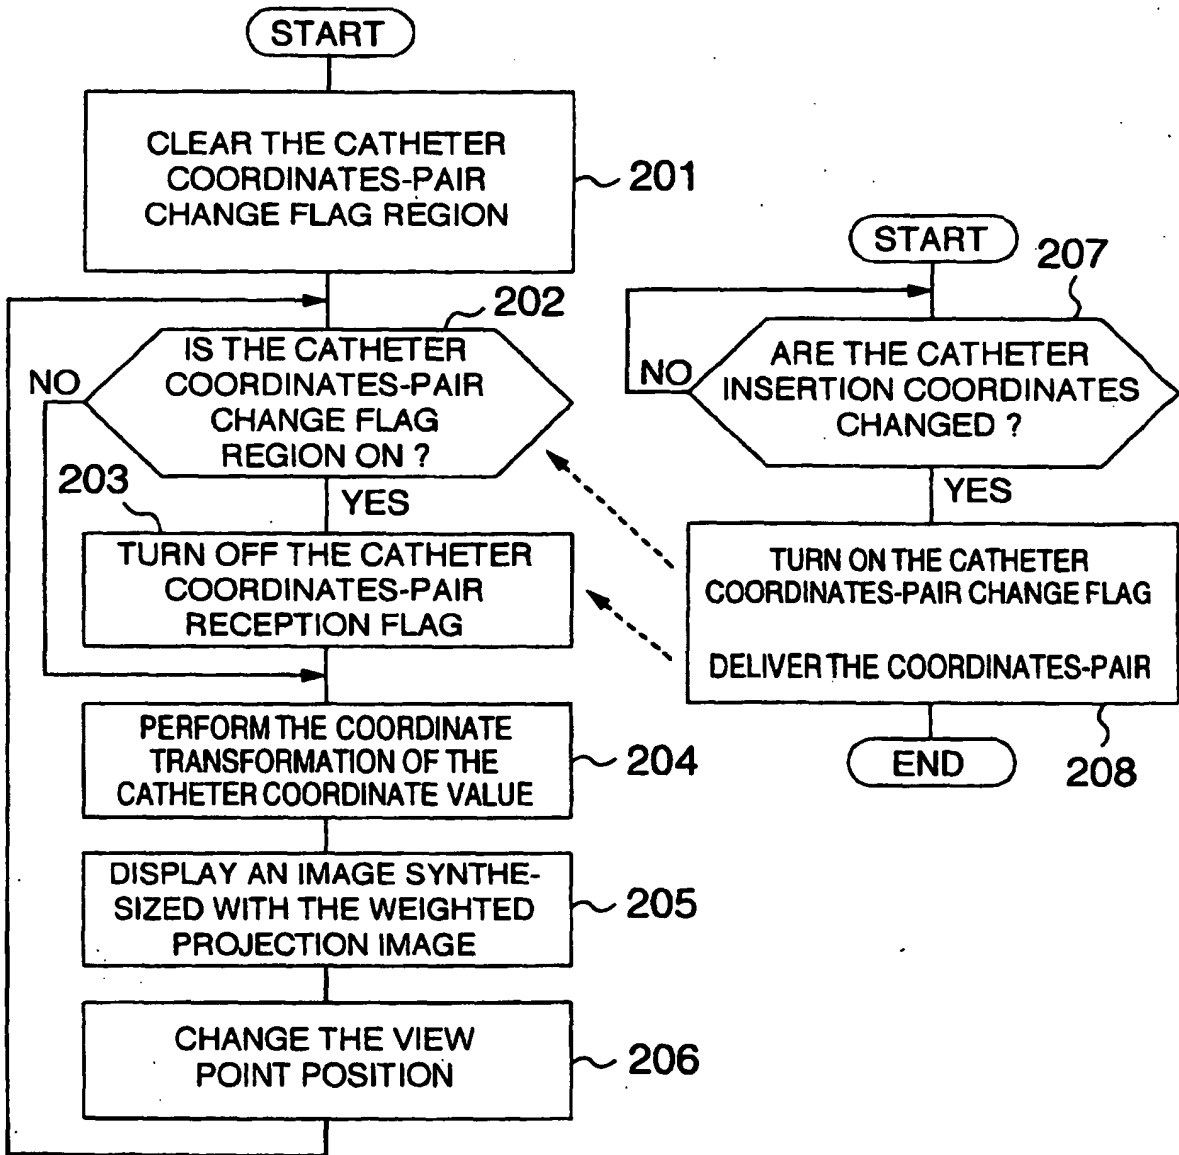 START
CLEAR THE CATHETER
COORDINATES-PAIR
CHANGE FLAG REGION
201
202
IS THE CATHETER
COORDINATES-PAIR
CHANGE FLAG
REGION ON ?
NO
YES
203
TURN OFF THE CATHETER
COORDINATES-PAIR
RECEPTION FLAG
PERFORM THE COORDINATE
TRANSFORMATION OF THE
CATHETER COORDINATE VALUE
204
DISPLAY AN IMAGE SYNTHE-
SIZED WITH THE WEIGHTED
PROJECTION IMAGE
205
CHANGE THE VIEW
POINT POSITION
206
START
207
ARE THE CATHETER
INSERTION COORDINATES
CHANGED ?
NO
YES
TURN ON THE CATHETER
COORDINATES-PAIR CHANGE FLAG
DELIVER THE COORDINATES-PAIR
208
END